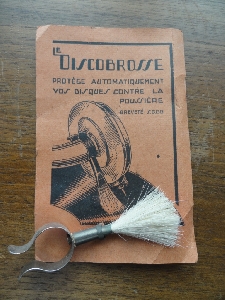 LE
DISCOBROSSE
PROTÈGE AUTOMATIQUEMENT
VOS DISQUES CONTRE LA
POUSSIÈRE
BREVETÉ S.G.D.G.